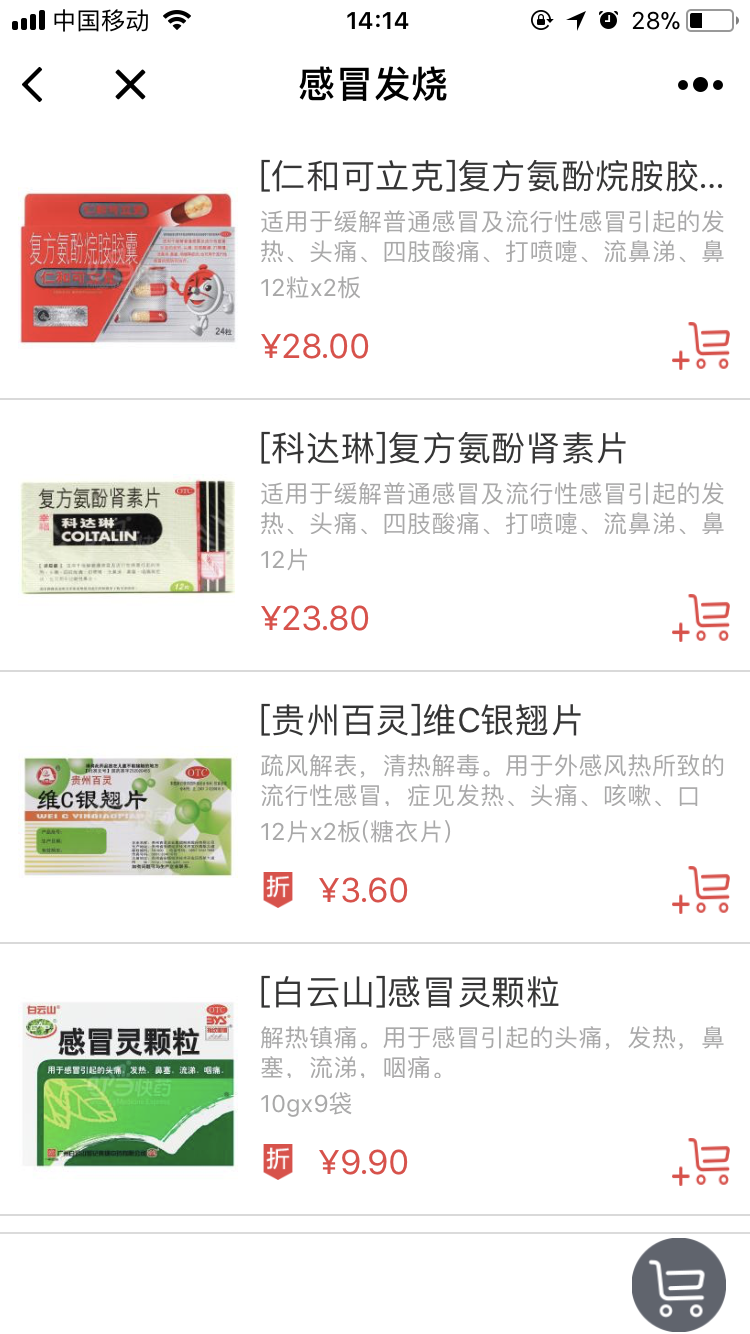 中国移动
14:14
28%
感冒发烧
[仁和可立克]复方氨酚烷胺胶...
适用于缓解普通感冒及流行性感冒引起的发
热、头痛、四肢酸痛、打喷嚏、流鼻涕、鼻
12粒x2板
¥28.00
复方氨酚烷胺胶囊
仁和可立克
24粒
[科达琳]复方氨酚肾素片
适用于缓解普通感冒及流行性感冒引起的发
热、头痛、四肢酸痛、打喷嚏、流鼻涕、鼻
12片
¥23.80
复方氨酚肾素片
OTC
幸福
科达琳
COLTALIN
12片
[贵州百灵]维C银翘片
疏风解表，清热解毒。用于外感风热所致的
流行性感冒，症见发热、头痛、咳嗽、口
12片x2板(糖衣片)
折
¥3.60
贵州百灵
OTC
维C银翘片
WEI C YINQIAOPIAN
[白云山]感冒灵颗粒
解热镇痛。用于感冒引起的头痛，发热，鼻
塞，流涕，咽痛。
10gx9袋
折
¥9.90
白云山
OTC
感冒灵颗粒
用于感冒引起的头痛，发热，鼻塞，流涕，咽痛。